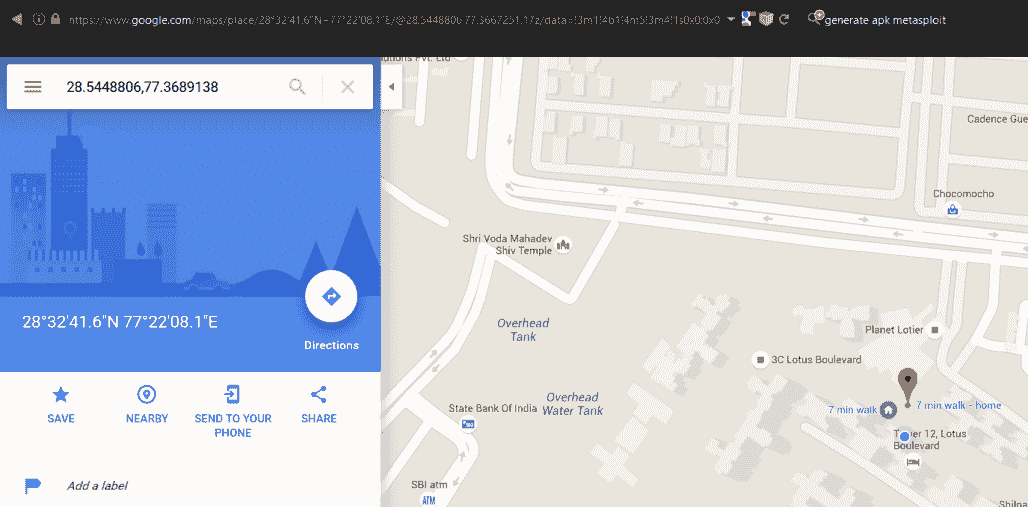 https://www.google.com/maps/place/28°32'41.6"N+77°22'08.1"E/@28.5448806,77.3667251,17z/data=!3m1!4b1!4m5!3m4!1s0x0:0x0
generate apk metasploit
28.5448806,77.3689138
28°32'41.6"N 77°22'08.1"E
Directions
SAVE
NEARBY
SEND TO YOUR
PHONE
SHARE
Add a label
Pvt. Ltd
Cadence Gue
Chocomocho
Shri Voda Mahadev
Shiv Temple
Overhead
Tank
Planet Lotier
3C Lotus Boulevard
Overhead
Water Tank
State Bank Of India
7 min walk
7 min walk - home
Tower 12, Lotus
Boulevard
SBI atm
ATM